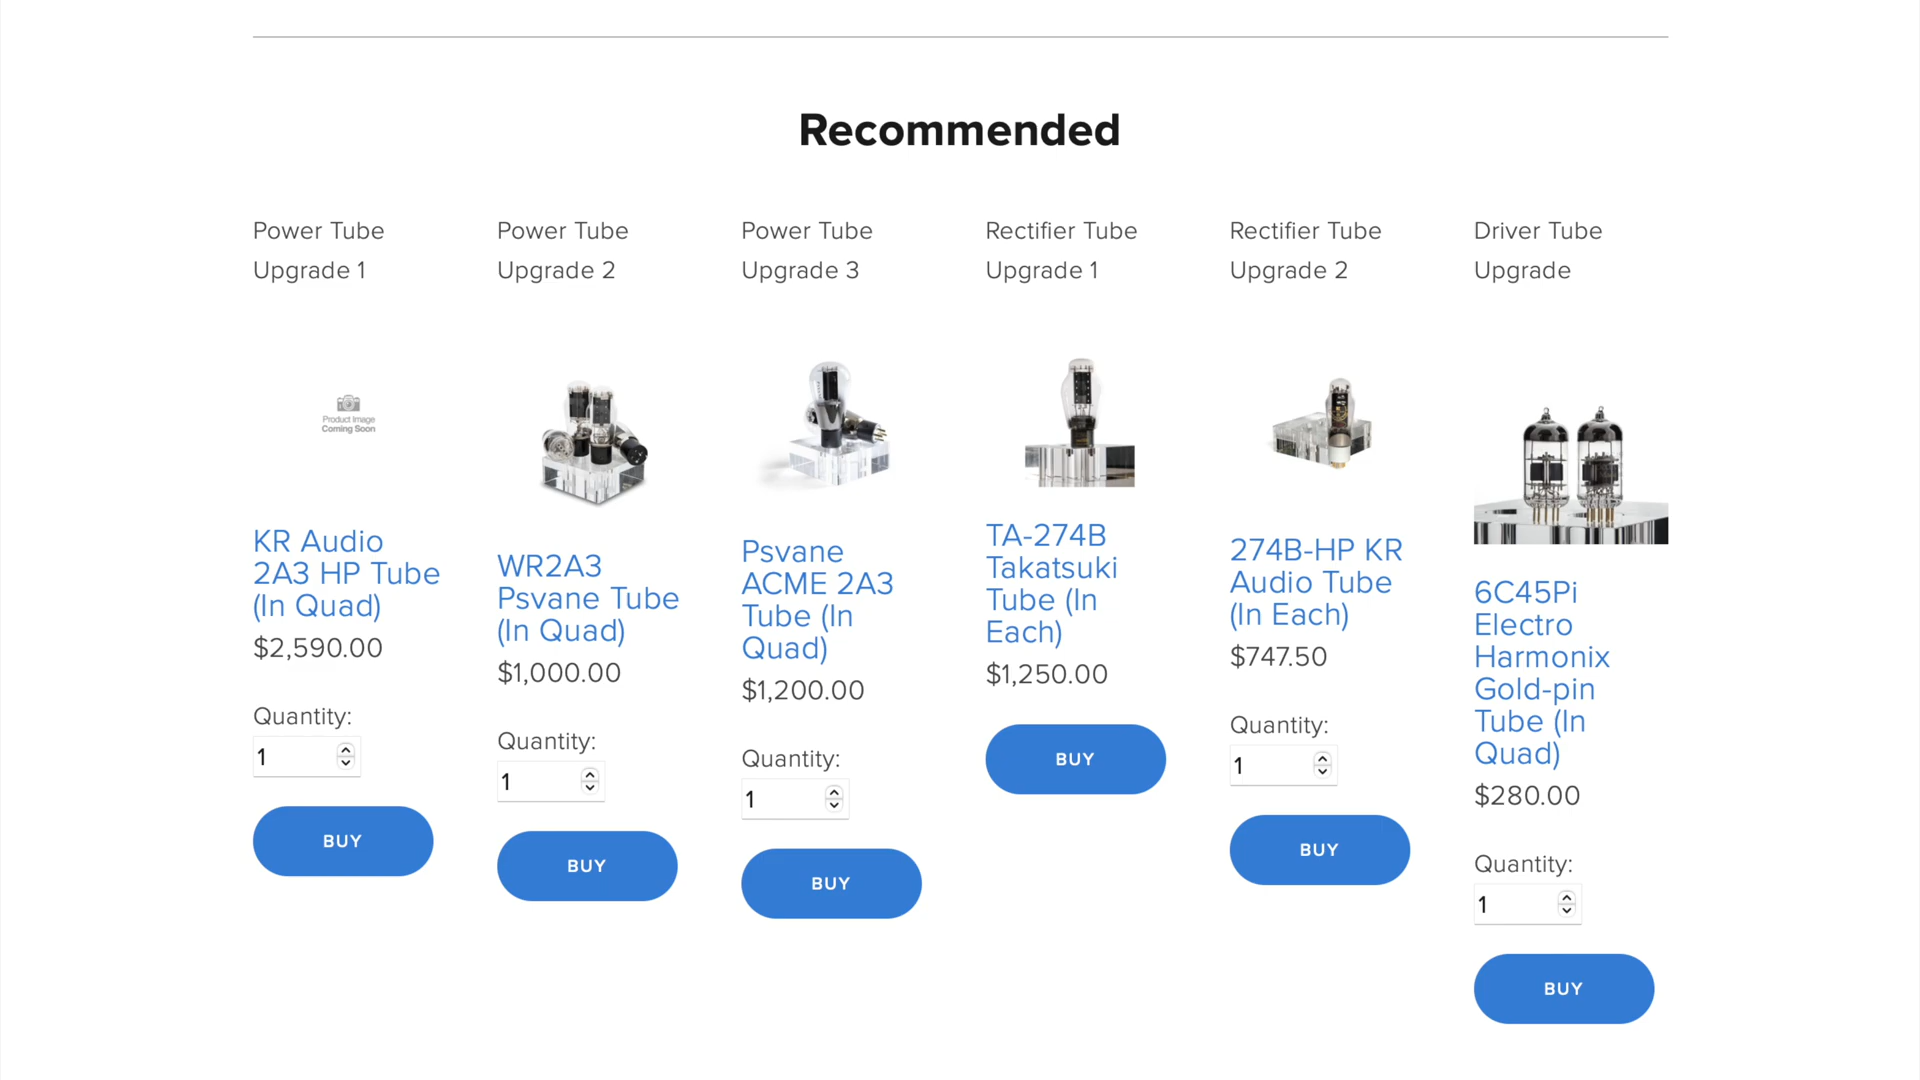 Recommended
Power Tube
Upgrade 1
Product Image
Coming Soon
KR Audio
2A3 HP Tube
(In Quad)
$2,590.00
Quantity:
1
BUY
Power Tube
Upgrade 2
WR2A3
Psvane Tube
(In Quad)
$1,000.00
Quantity:
1
BUY
Power Tube
Upgrade 3
Psvane
ACME 2A3
Tube (In
Quad)
$1,200.00
Quantity:
1
BUY
Rectifier Tube
Upgrade 1
TA-274B
Takatsuki
Tube (In
Each)
$1,250.00
BUY
Rectifier Tube
Upgrade 2
274B-HP KR
Audio Tube
(In Each)
$747.50
Quantity:
1
BUY
Driver Tube
Upgrade
6C45Pi
Electro
Harmonix
Gold-pin
Tube (In
Quad)
$280.00
Quantity:
1
BUY